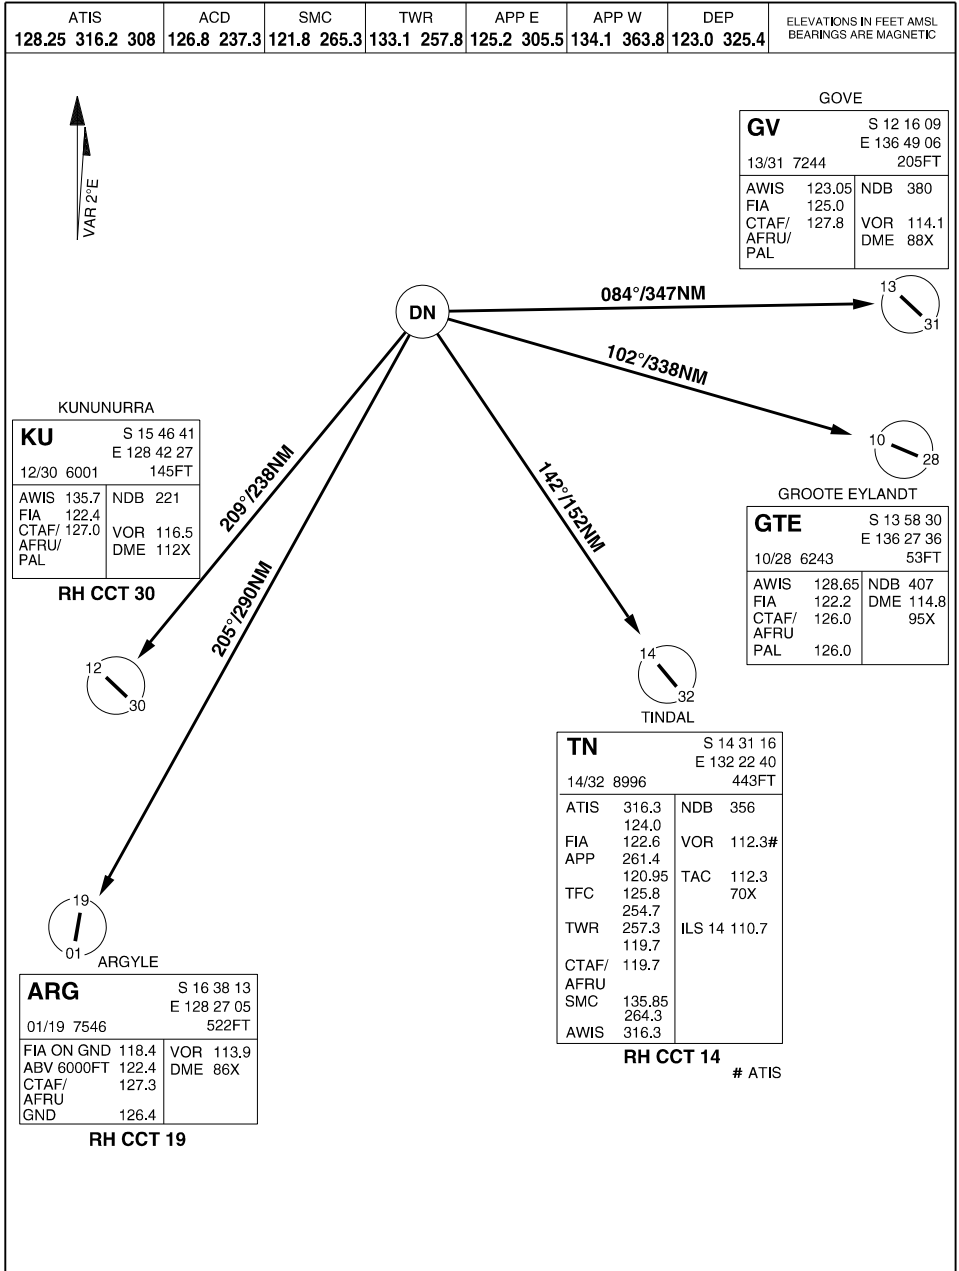 ATIS
128.25 316.2 308
ACD
126.8 237.3
SMC
121.8 265.3
TWR
133.1 257.8
APP E
125.2 305.5
APP W
134.1 363.8
DEP
123.0 325.4
ELEVATIONS IN FEET AMSL
BEARINGS ARE MAGNETIC
VAR 2°E
GOVE
GV S 12 16 09
E 136 49 06
13/31 7244 205FT
AWIS 123.05 NDB 380
FIA 125.0
CTAF/ 127.8 VOR 114.1
AFRU/ DME 88X
PAL
13
31
DN
084°/347NM
102°/338NM
142°/152NM
209°/238NM
205°/290NM
10
28
GROOTE EYLANDT
GTE S 13 58 30
E 136 27 36
10/28 6243 53FT
AWIS 128.65 NDB 407
FIA 122.2 DME 114.8
CTAF/ 126.0 95X
AFRU
PAL 126.0
KUNUNURRA
KU S 15 46 41
E 128 42 27
12/30 6001 145FT
AWIS 135.7 NDB 221
FIA 122.4
CTAF/ 127.0 VOR 116.5
AFRU/ DME 112X
PAL
RH CCT 30
12
30
14
32
TINDAL
TN S 14 31 16
E 132 22 40
14/32 8996 443FT
ATIS 316.3 NDB 356
124.0
FIA 122.6 VOR 112.3#
APP 261.4
120.95 TAC 112.3
TFC 125.8 70X
254.7
TWR 257.3 ILS 14 110.7
119.7
CTAF/ 119.7
AFRU
SMC 135.85
264.3
AWIS 316.3
RH CCT 14
# ATIS
19
01
ARGYLE
ARG S 16 38 13
E 128 27 05
01/19 7546 522FT
FIA ON GND 118.4 VOR 113.9
ABV 6000FT 122.4 DME 86X
CTAF/ 127.3
AFRU
GND 126.4
RH CCT 19